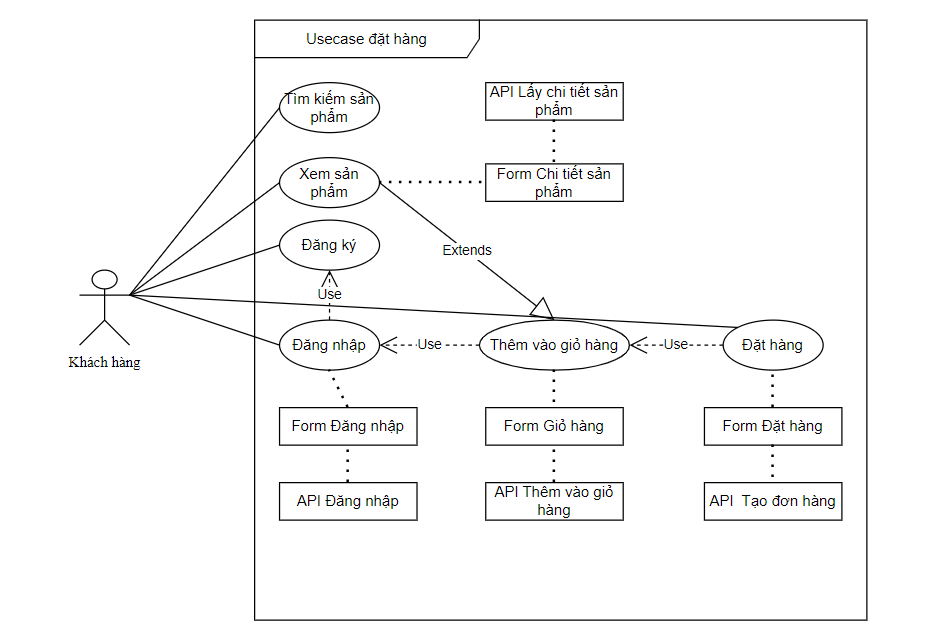 Usecase đặt hàng
Tìm kiếm sản
phẩm
API Lấy chi tiết sản
phẩm
Xem sản
phẩm
Form Chi tiết sản
phẩm
Đăng ký
Extends
Use
Khách hàng
Đăng nhập
Use
Thêm vào giỏ hàng
Use
Đặt hàng
Form Đăng nhập
Form Giỏ hàng
Form Đặt hàng
API Đăng nhập
API Thêm vào giỏ
hàng
API  Tạo đơn hàng